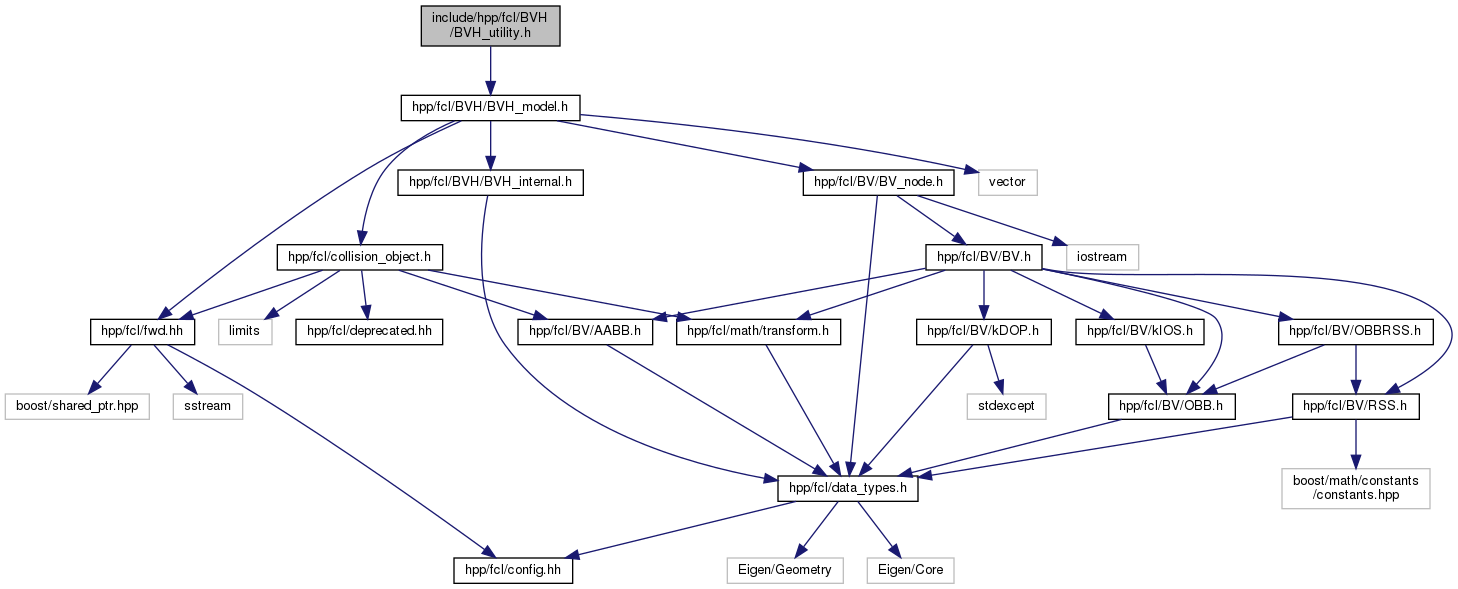 include/hpp/fcl/BVH
/BVH_utility.h
hpp/fcl/BVH/BVH_model.h
hpp/fcl/BVH/BVH_internal.h
hpp/fcl/BV/BV_node.h
vector
hpp/fcl/collision_object.h
hpp/fcl/BV/BV.h
iostream
hpp/fcl/fwd.hh
limits
hpp/fcl/deprecated.hh
hpp/fcl/BV/AABB.h
hpp/fcl/math/transform.h
hpp/fcl/BV/kDOP.h
hpp/fcl/BV/kIOS.h
hpp/fcl/BV/OBBRSS.h
boost/shared_ptr.hpp
sstream
stdexcept
hpp/fcl/BV/OBB.h
hpp/fcl/BV/RSS.h
hpp/fcl/data_types.h
boost/math/constants
/constants.hpp
hpp/fcl/config.hh
Eigen/Geometry
Eigen/Core